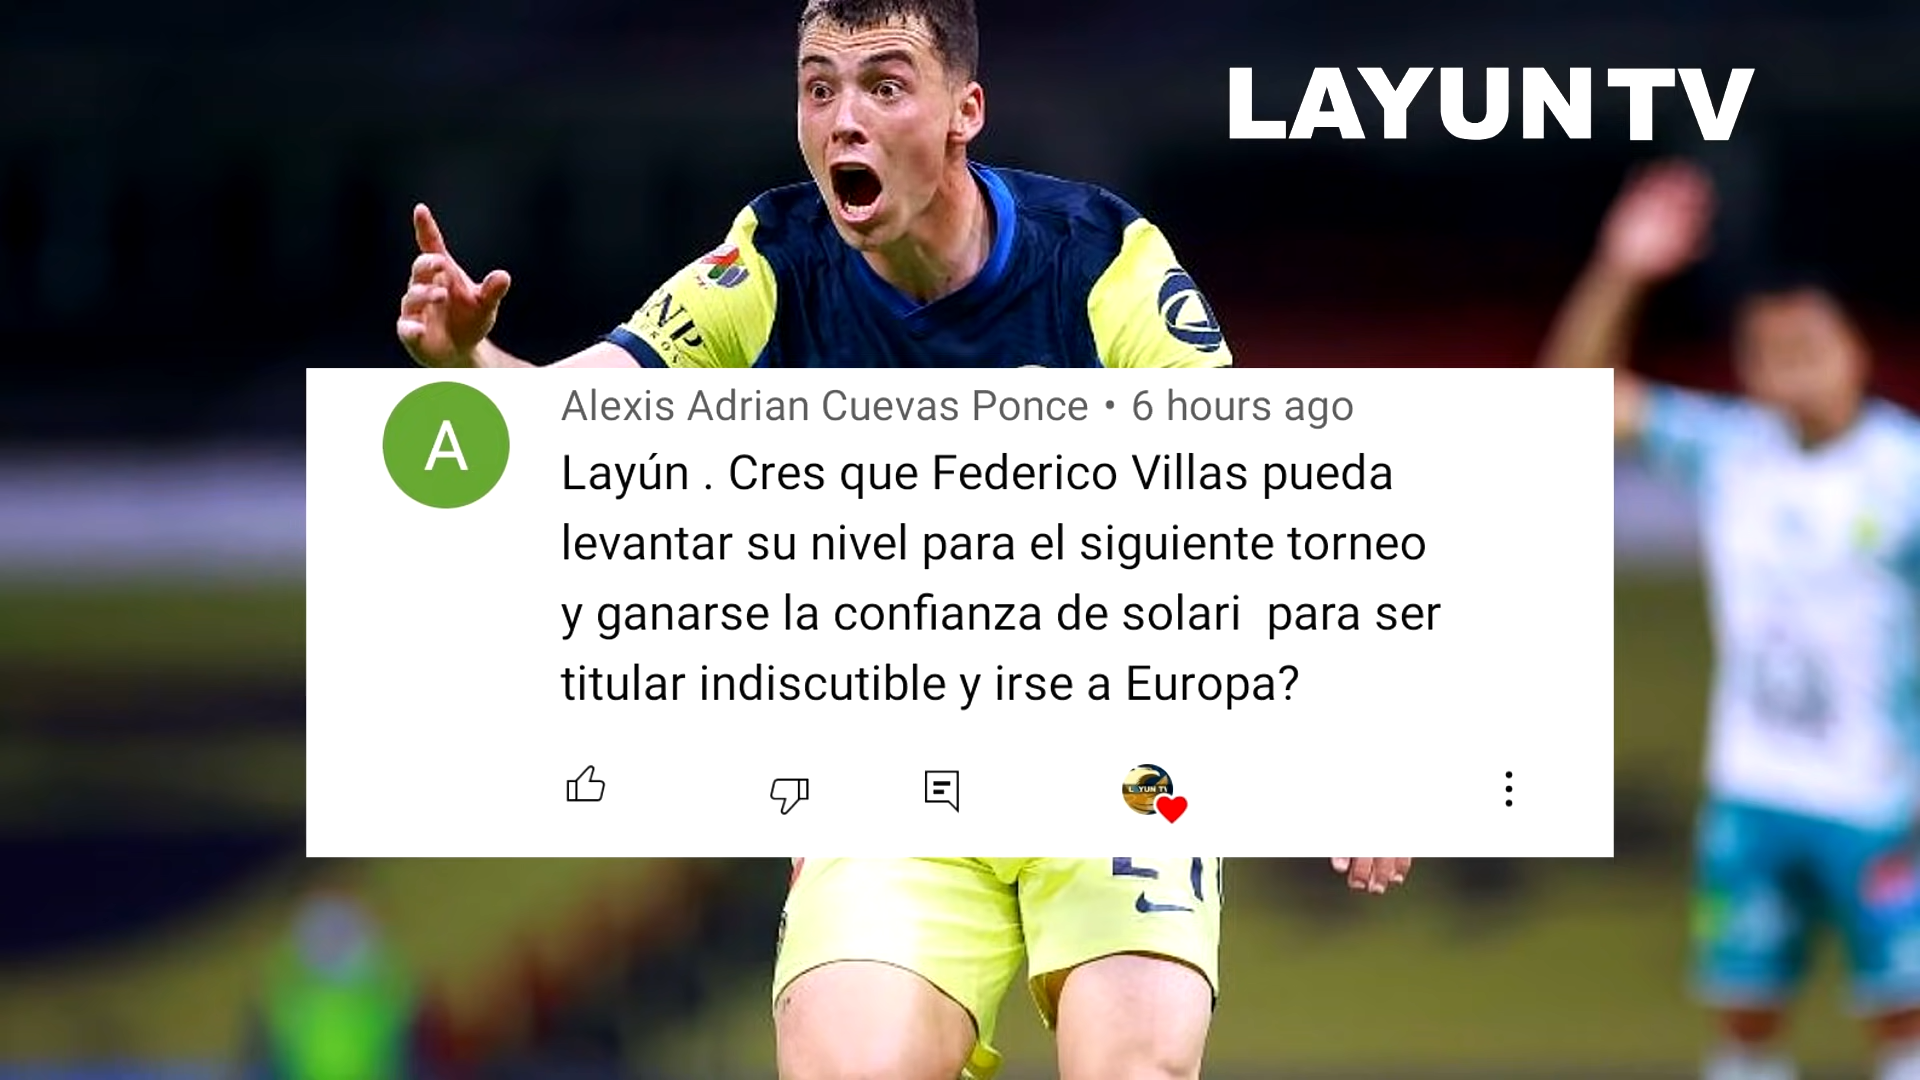 LAYUN TV
Alexis Adrian Cuevas Ponce • 6 hours ago
A
Layún . Cres que Federico Villas pueda
levantar su nivel para el siguiente torneo
y ganarse la confianza de solari  para ser
titular indiscutible y irse a Europa?